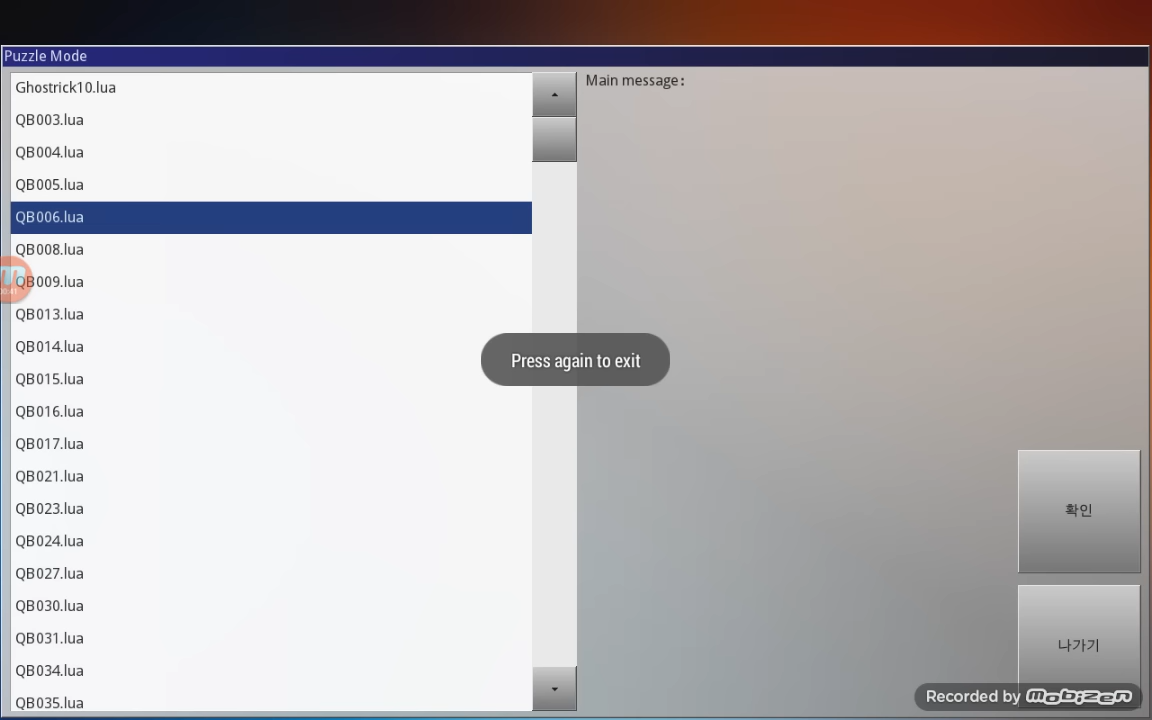 Puzzle Mode
Ghostrick10.lua
QB003.lua
QB004.lua
QB005.lua
QB006.lua
QB008.lua
QB009.lua
QB013.lua
QB014.lua
QB015.lua
QB016.lua
QB017.lua
QB021.lua
QB023.lua
QB024.lua
QB027.lua
QB030.lua
QB031.lua
QB034.lua
QB035.lua
Main message:
Press again to exit
확인
나가기
Recorded by mobizen